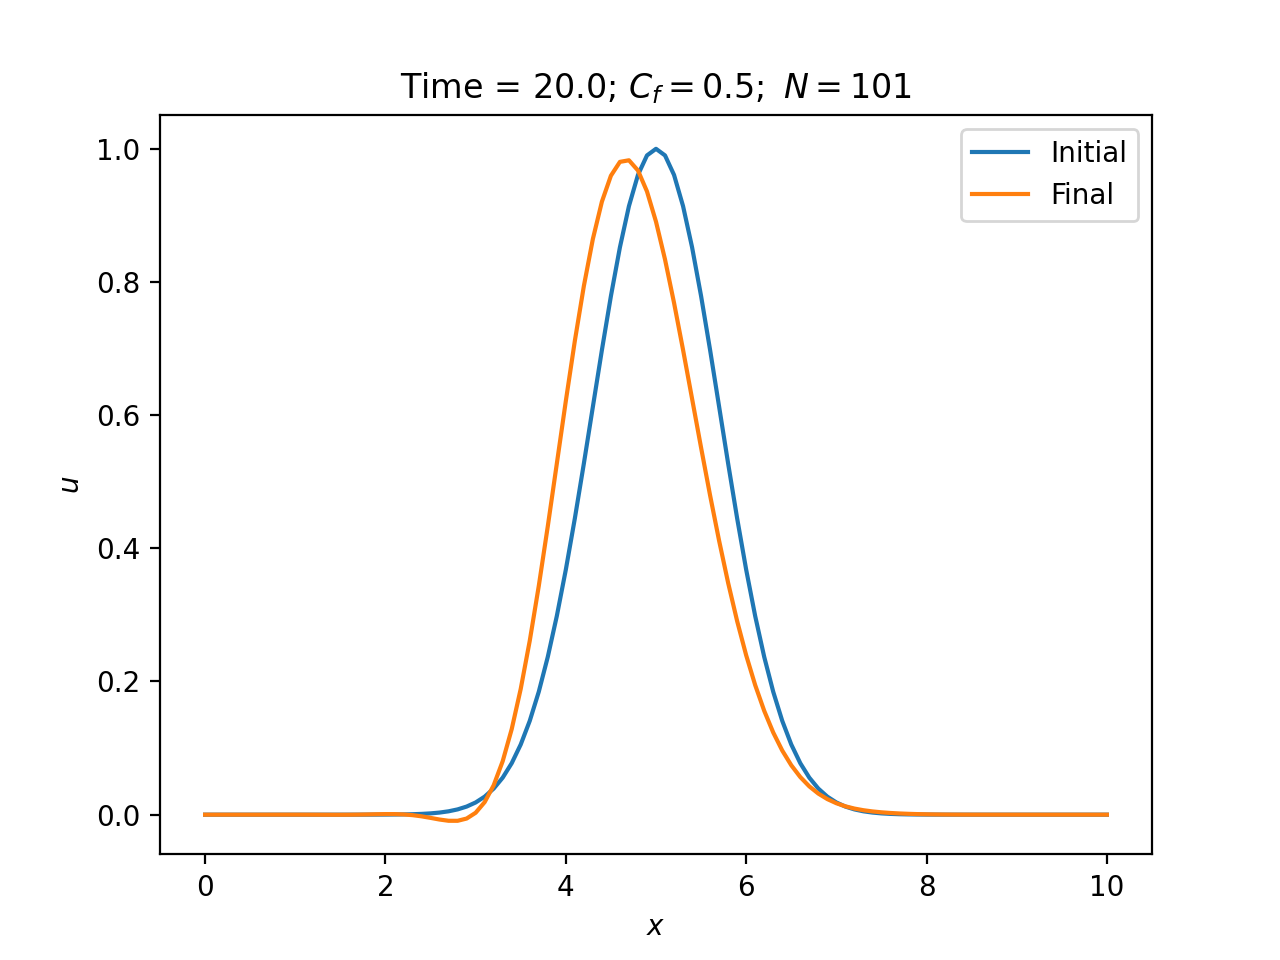 Time = 20.0; C_f = 0.5; N = 101
Initial
Final
1.0
0.8
0.6
0.4
0.2
0.0
u
0 2 4 6 8 10
x